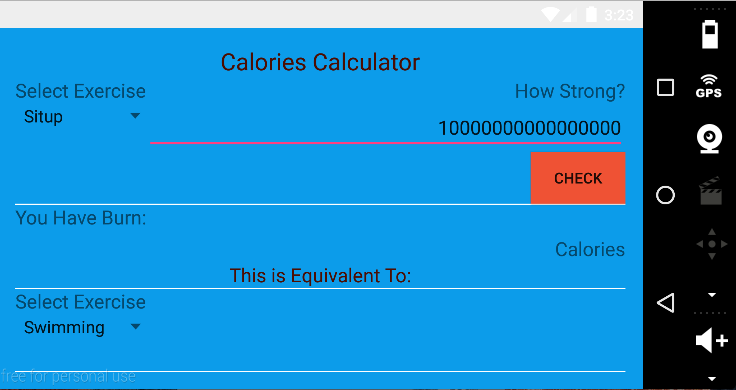 3:23
Calories Calculator
Select Exercise How Strong?
Situp 10000000000000000
CHECK
You Have Burn:
Calories
This is Equivalent To:
Select Exercise
Swimming
free for personal use
GPS